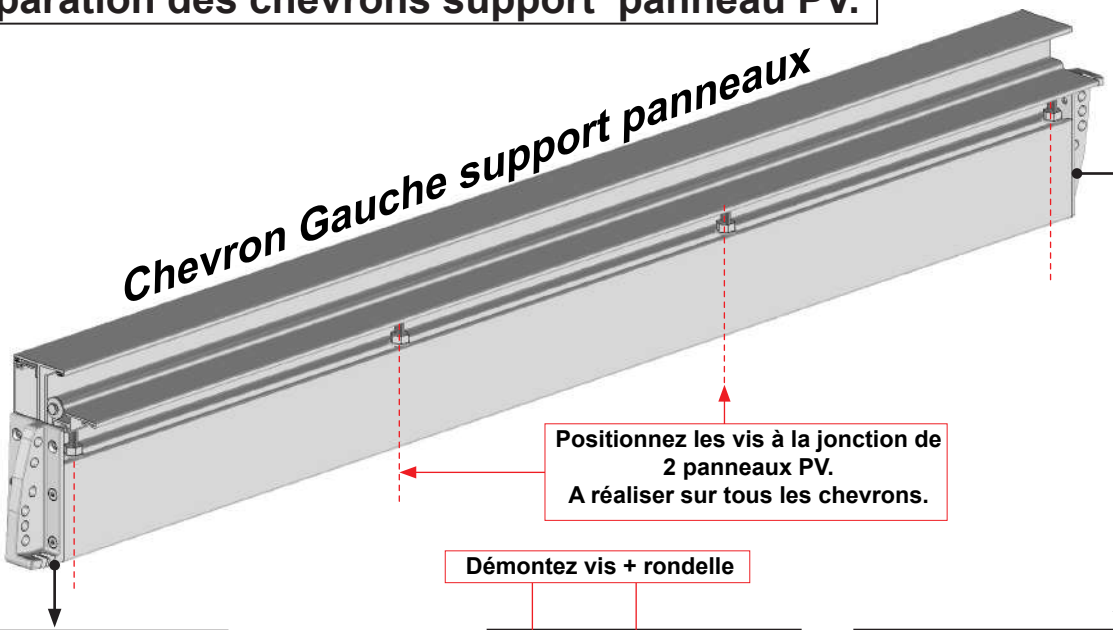 des chevrons support panneau PV.
Chevron Gauche support panneaux
Positionnez les vis à la jonction de
2 panneaux PV.
A réaliser sur tous les chevrons.
Démontez vis + rondelle